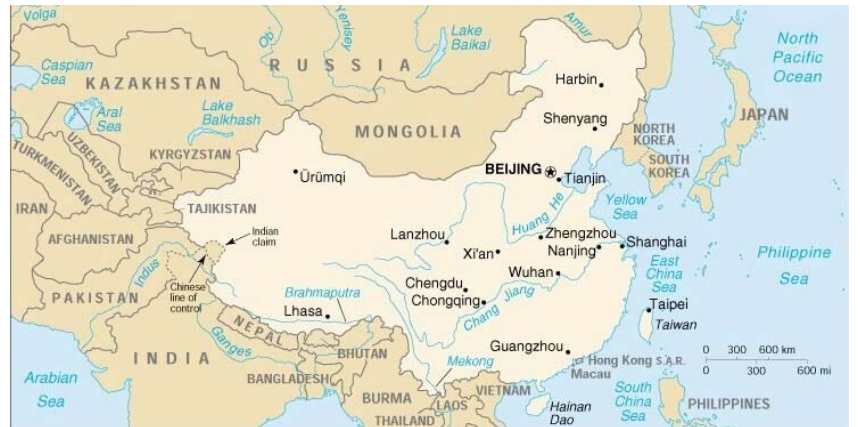 Volga
Ob'
Yenisey
Lake
Baikal
Amur
North
Pacific
Ocean
Caspian
Sea
RUSSIA
KAZAKHSTAN
Harbin
Aral
Sea
Lake
Balkhash
Shenyang
JAPAN
MONGOLIA
NORTH
KOREA
UZBEKISTAN
TURKMENISTAN
KYRGYZSTAN
BEIJING
Tianjin
SOUTH
KOREA
Ürümqi
IRAN
TAJIKISTAN
Huang He
Yellow
Sea
AFGHANISTAN
Indian
claim
Lanzhou
Xi'an
Zhengzhou
Nanjing
Shanghai
Indus
Chinese
line of
control
Wuhan
East
China
Sea
Philippine
Sea
PAKISTAN
Brahmaputra
Chengdu
Chongqing
Chang Jiang
Lhasa
Taipei
Taiwan
NEPAL
INDIA
Ganges
BHUTAN
Guangzhou
Hong Kong S.A.R.
Macau
0 300 600 km
0 300 600 mi
Mekong
Arabian
Sea
BANGLADESH
BURMA
LAOS
VIETNAM
THAILAND
Hainan
Dao
South
China
Sea
PHILIPPINES